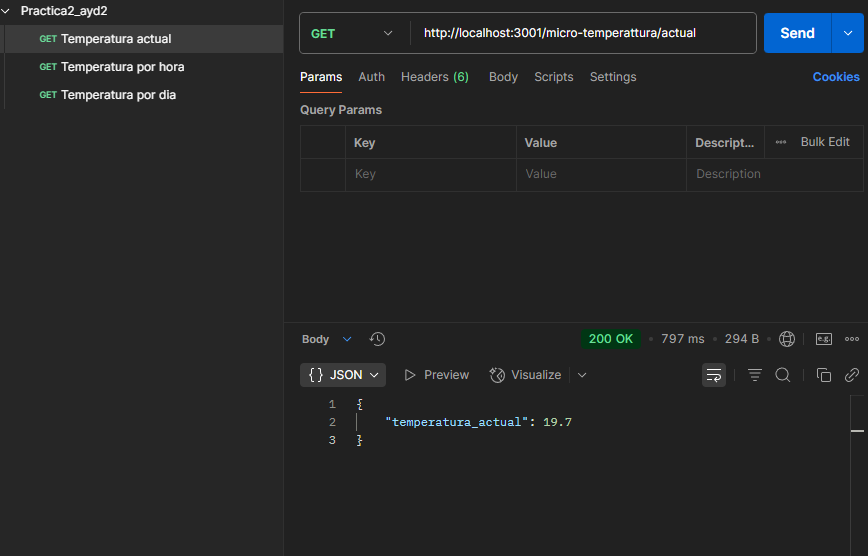 Practica2_ayd2
GET Temperatura actual
GET Temperatura por hora
GET Temperatura por dia
GET http://localhost:3001/micro-temperattura/actual Send
Params Auth Headers (6) Body Scripts Settings Cookies
Query Params
Key Value Descript... Bulk Edit
Key Value Description
Body 200 OK 797 ms 294 B e.g.
{} JSON Preview Visualize
1 {
2 "temperatura_actual": 19.7
3 }